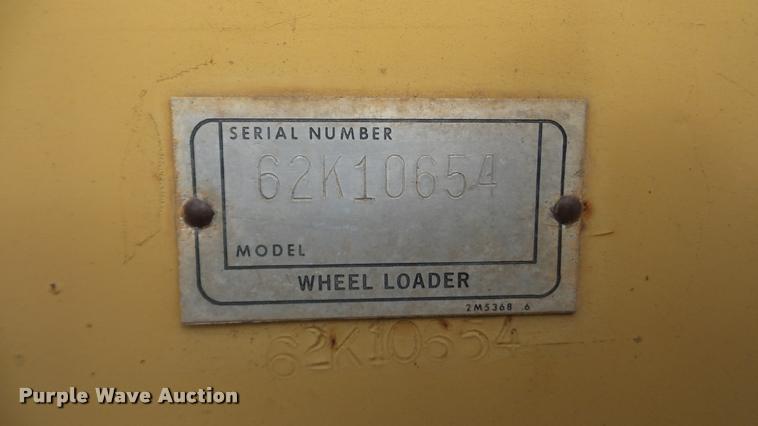 SERIAL NUMBER
62K10654
MODEL
WHEEL LOADER
2M5368 .6
62K10654
Purple Wave Auction